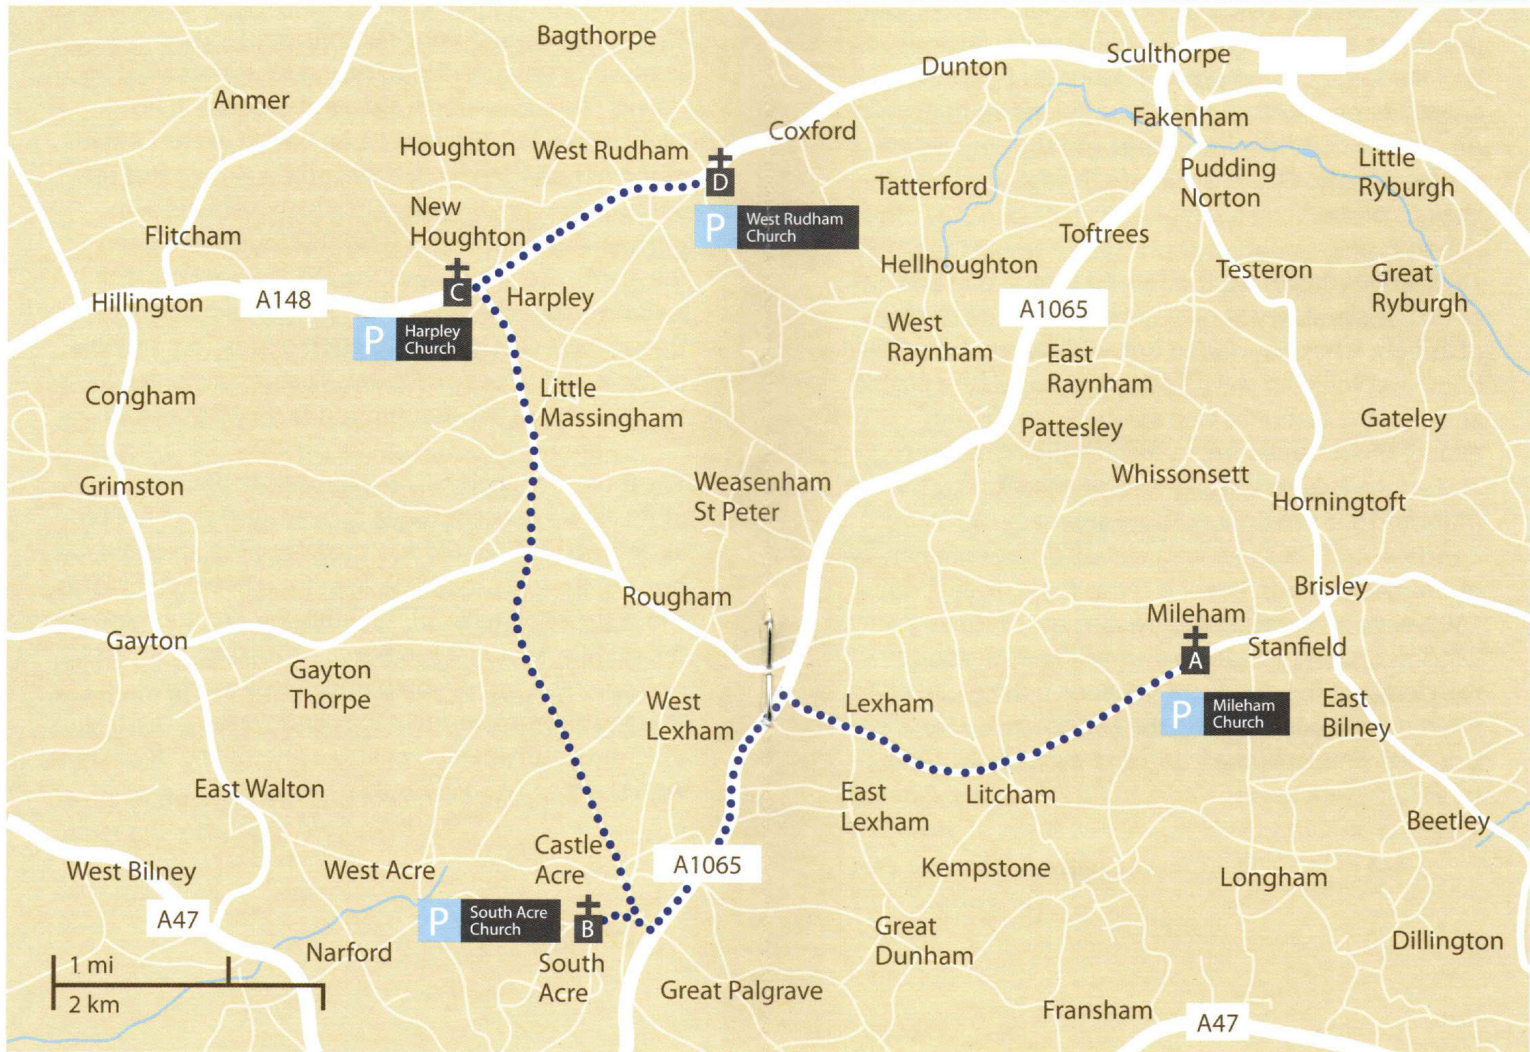 Bagthorpe
Dunton
Sculthorpe
Anmer
Fakenham
Coxford
Houghton
West Rudham
Little
Ryburgh
Pudding
Norton
D
Tatterford
New
Houghton
West Rudham
Church
P
Flitcham
Toftrees
Hellhoughton
Testeron
Great
Ryburgh
C
Harpley
Hillington
A148
A1065
P
Harpley
Church
West
Raynham
East
Raynham
Congham
Little
Massingham
Gateley
Pattesley
Whissonsett
Grimston
Weasenham
St Peter
Horningtoft
Brisley
Rougham
Mileham
Gayton
A
Stanfield
Gayton
Thorpe
West
Lexham
Lexham
P
Mileham
Church
East
Bilney
East Walton
East
Lexham
Litcham
Beetley
Castle
Acre
A1065
West Bilney
West Acre
Kempstone
Longham
A47
P
South Acre
Church
B
Great
Dunham
Dillington
Narford
1 mi
2 km
South
Acre
Great Palgrave
Fransham
A47